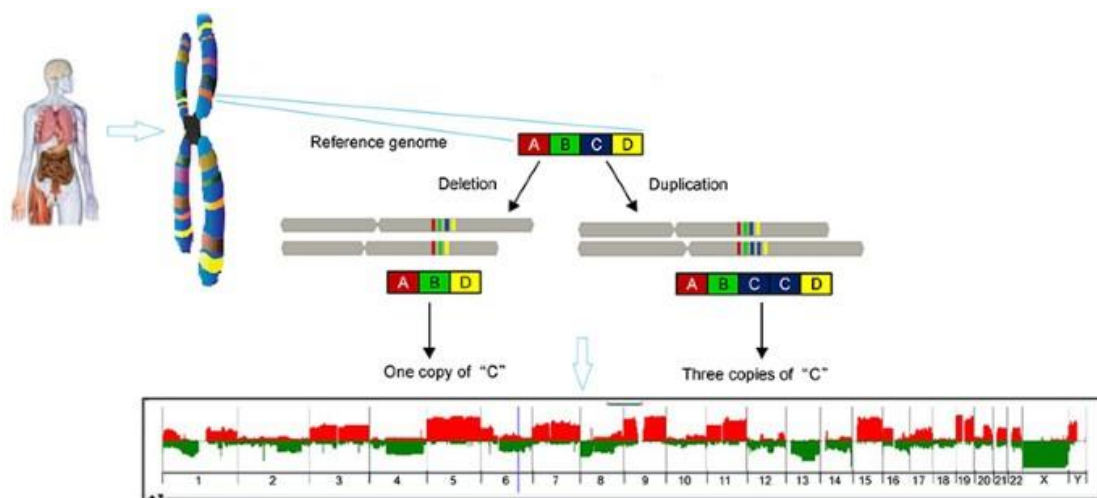 Reference genome
A B C D
Deletion
Duplication
A B D
A B C C D
One copy of "C"
Three copies of "C"
1 2 3 4 5 6 7 8 9 10 11 12 13 14 15 16 17 18 19 20 21 22 X Y